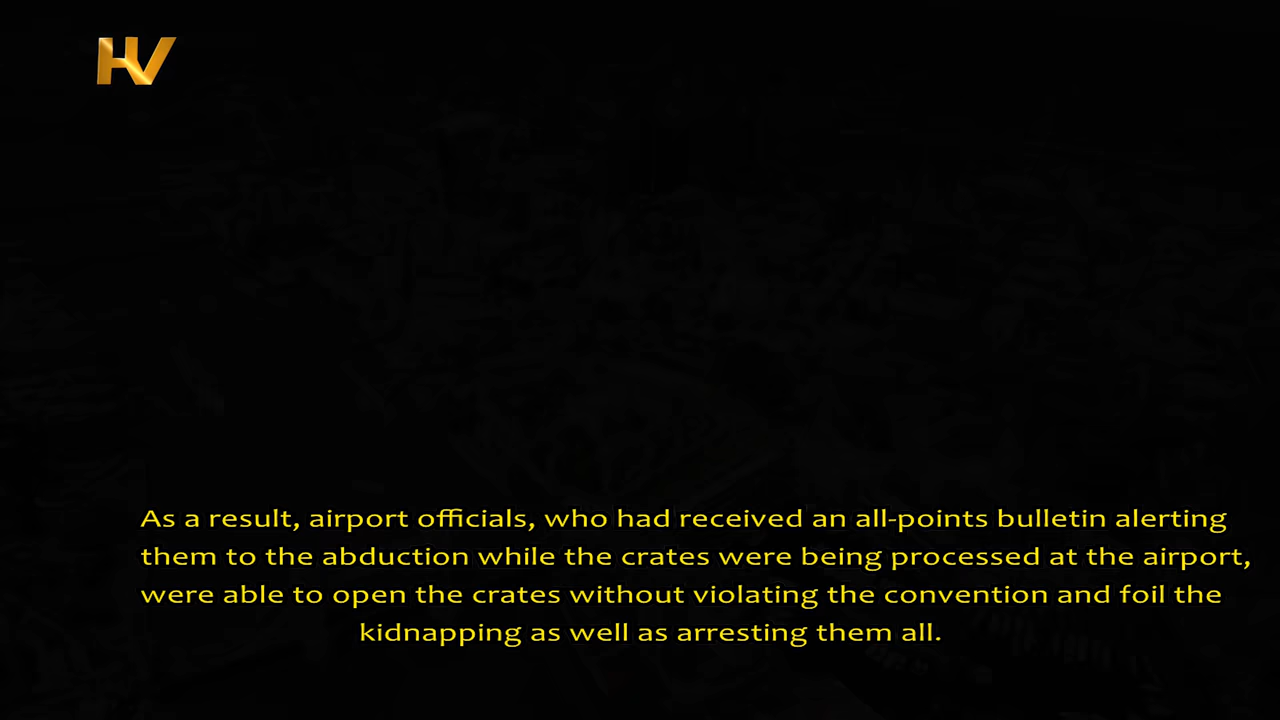 HV
As a result, airport officials, who had received an all-points bulletin alerting
them to the abduction while the crates were being processed at the airport,
were able to open the crates without violating the convention and foil the
kidnapping as well as arresting them all.